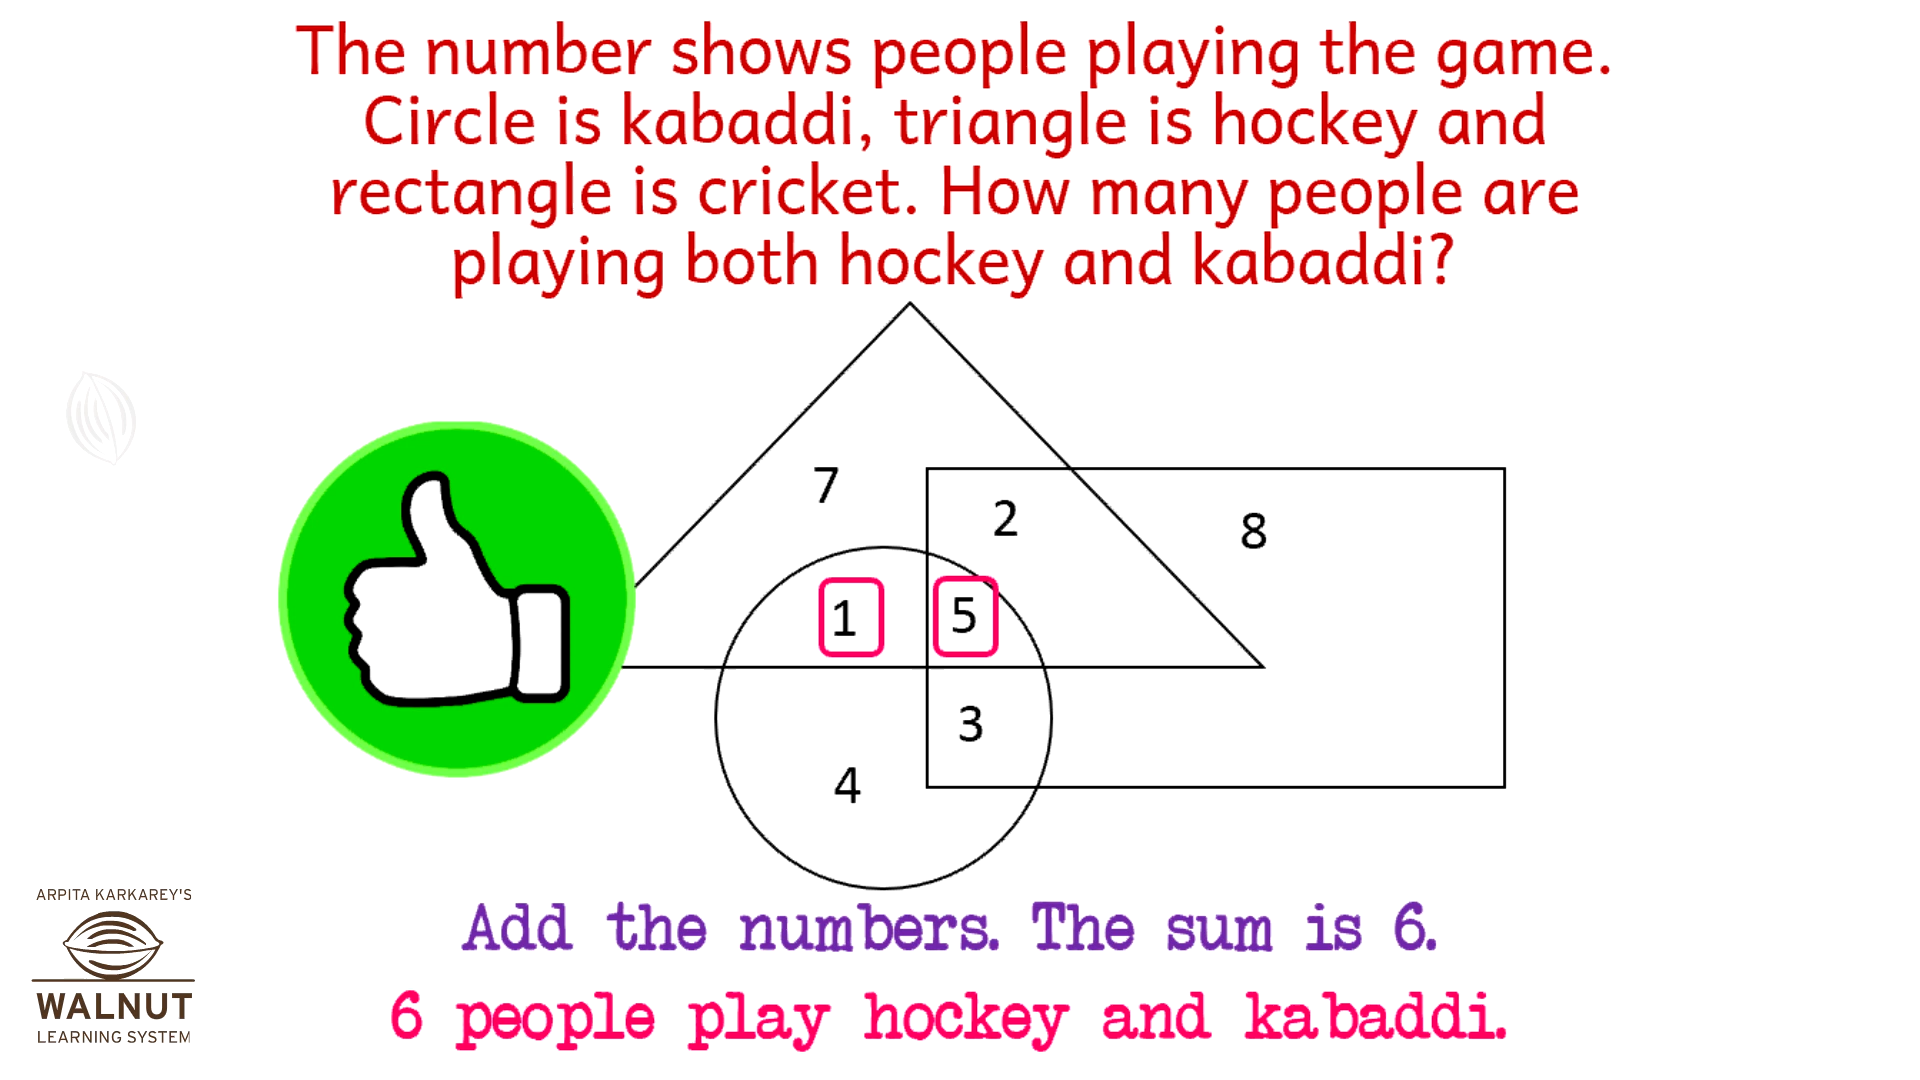 The number shows people playing the game.
Circle is kabaddi, triangle is hockey and
rectangle is cricket. How many people are
playing both hockey and kabaddi?
7
2
8
1
5
3
4
ARPITA KARKAREY'S
WALNUT
LEARNING SYSTEM
Add the numbers. The sum is 6.
6 people play hockey and kabaddi.